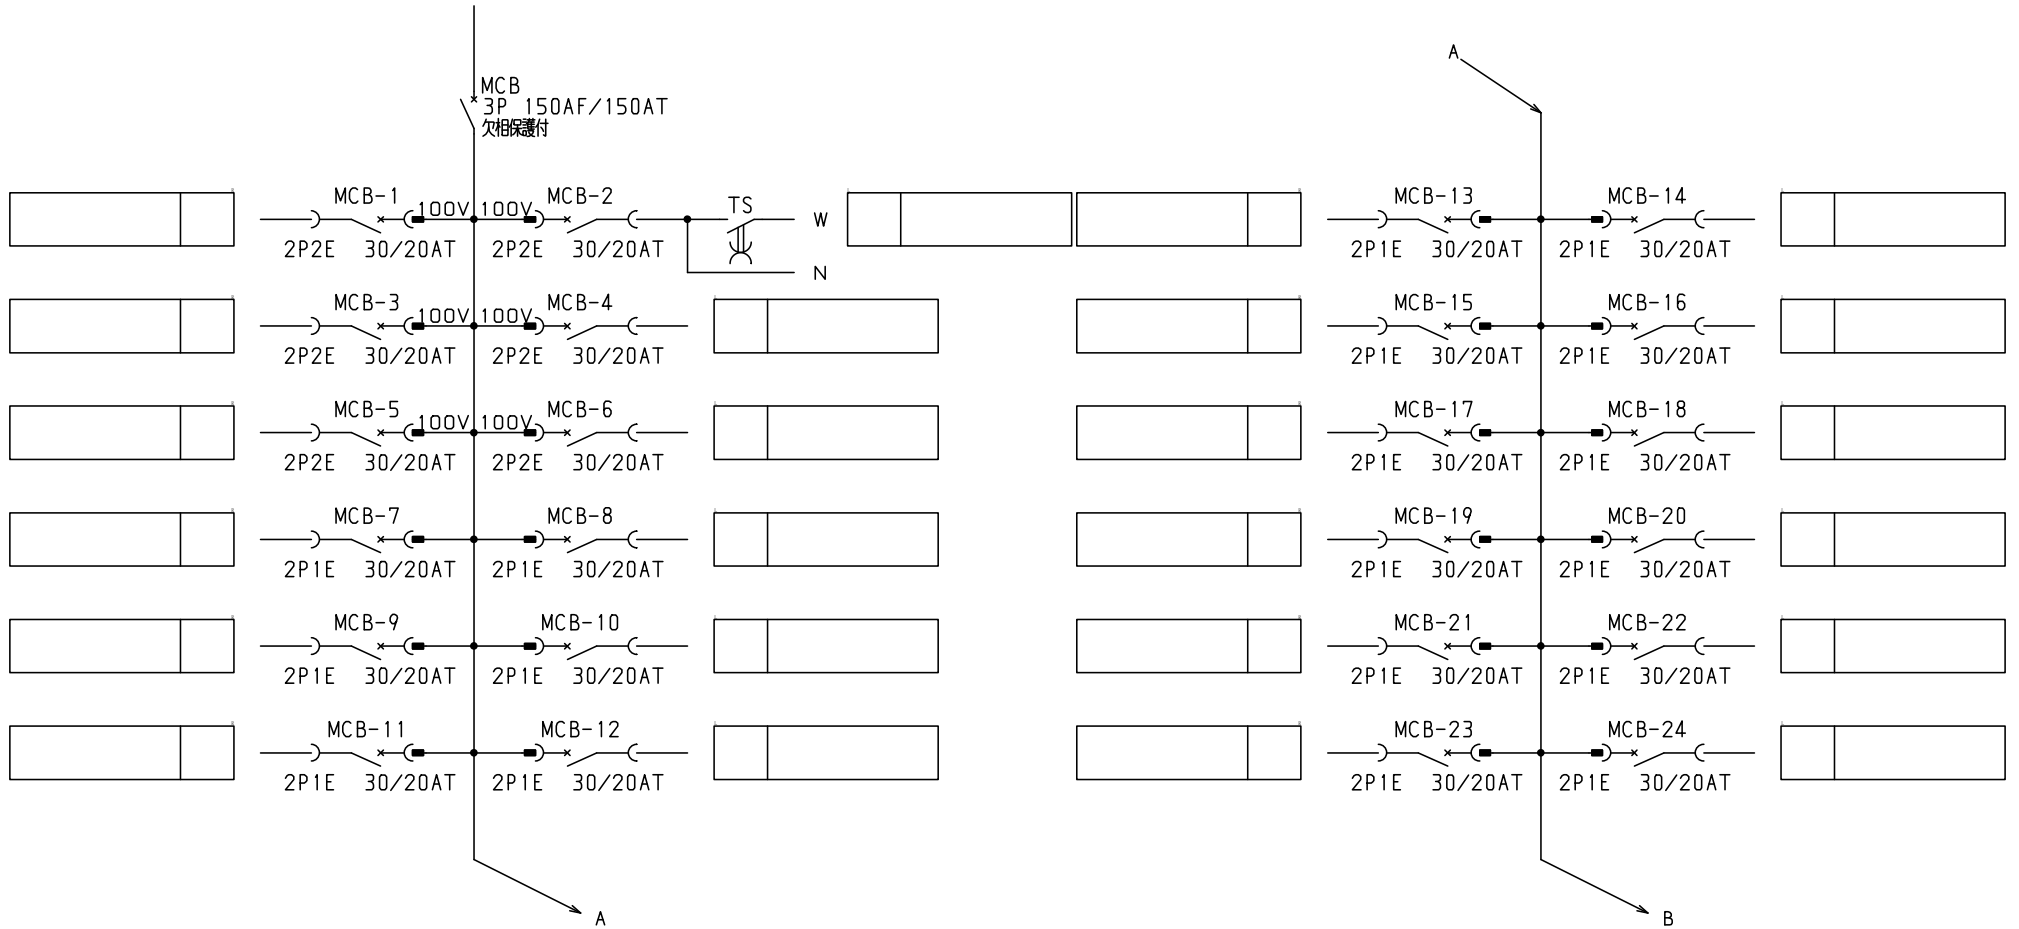 MCB
3P 150AF/150AT
欠相保護付
MCB-1 100V 100V MCB-2 TS W
2P2E 30/20AT 2P2E 30/20AT N
MCB-3 100V 100V MCB-4
2P2E 30/20AT 2P2E 30/20AT
MCB-5 100V 100V MCB-6
2P2E 30/20AT 2P2E 30/20AT
MCB-7 MCB-8
2P1E 30/20AT 2P1E 30/20AT
MCB-9 MCB-10
2P1E 30/20AT 2P1E 30/20AT
MCB-11 MCB-12
2P1E 30/20AT 2P1E 30/20AT
A
A
MCB-13 MCB-14
2P1E 30/20AT 2P1E 30/20AT
MCB-15 MCB-16
2P1E 30/20AT 2P1E 30/20AT
MCB-17 MCB-18
2P1E 30/20AT 2P1E 30/20AT
MCB-19 MCB-20
2P1E 30/20AT 2P1E 30/20AT
MCB-21 MCB-22
2P1E 30/20AT 2P1E 30/20AT
MCB-23 MCB-24
2P1E 30/20AT 2P1E 30/20AT
B